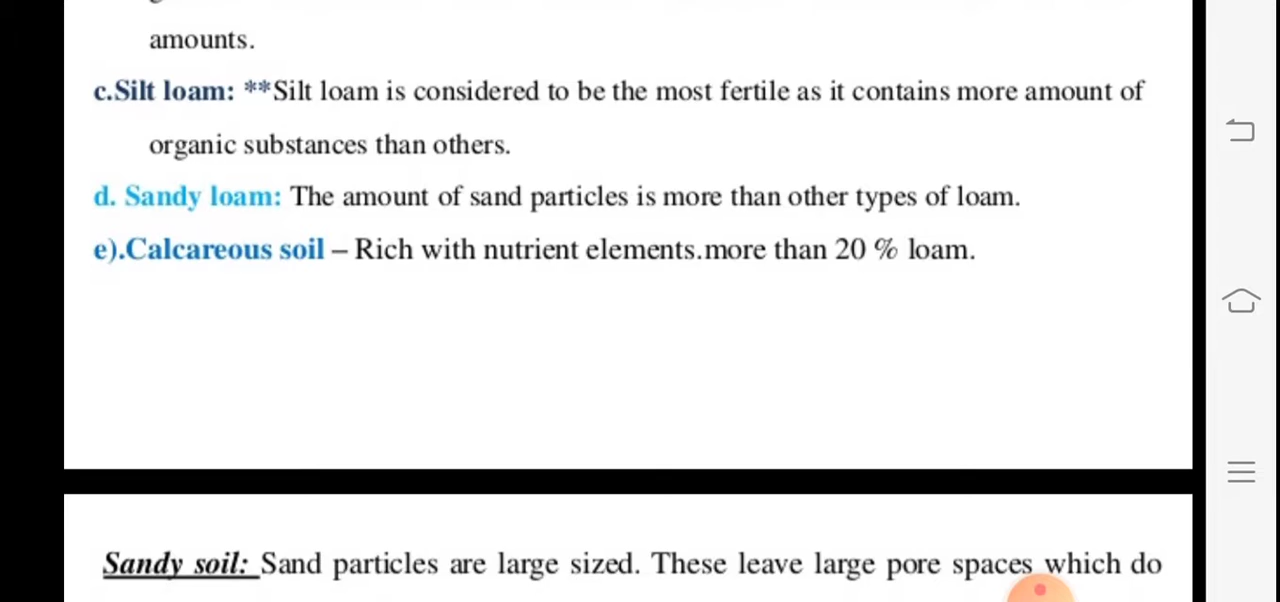 amounts.
c.Silt loam: **Silt loam is considered to be the most fertile as it contains more amount of
organic substances than others.
d. Sandy loam: The amount of sand particles is more than other types of loam.
e).Calcareous soil – Rich with nutrient elements.more than 20 % loam.
Sandy soil: Sand particles are large sized. These leave large pore spaces which do